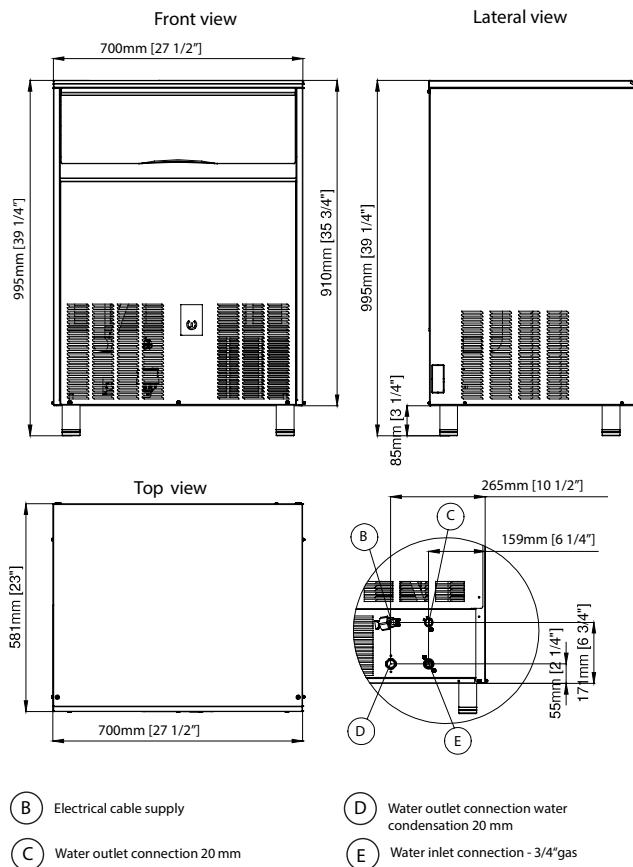 Front view
Lateral view
700mm [27 1/2″]
995mm [39 1/4"]
910mm [35 3/4"]
995mm [39 1/4"]
85mm [3 1/4"]
Top view
265mm [10 1/2″]
B
C
159mm [6 1/4″]
581mm [23"]
55mm [2 1/4"]
171mm [6 3/4"]
700mm [27 1/2″]
D
E
B Electrical cable supply
D Water outlet connection water
condensation 20 mm
C Water outlet connection 20 mm
E Water inlet connection - 3/4″gas